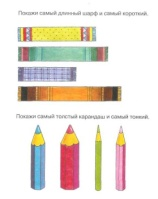 Покажи самый длинный шарф и самый короткий.
Покажи самый толстый карандаш и самый тонкий.